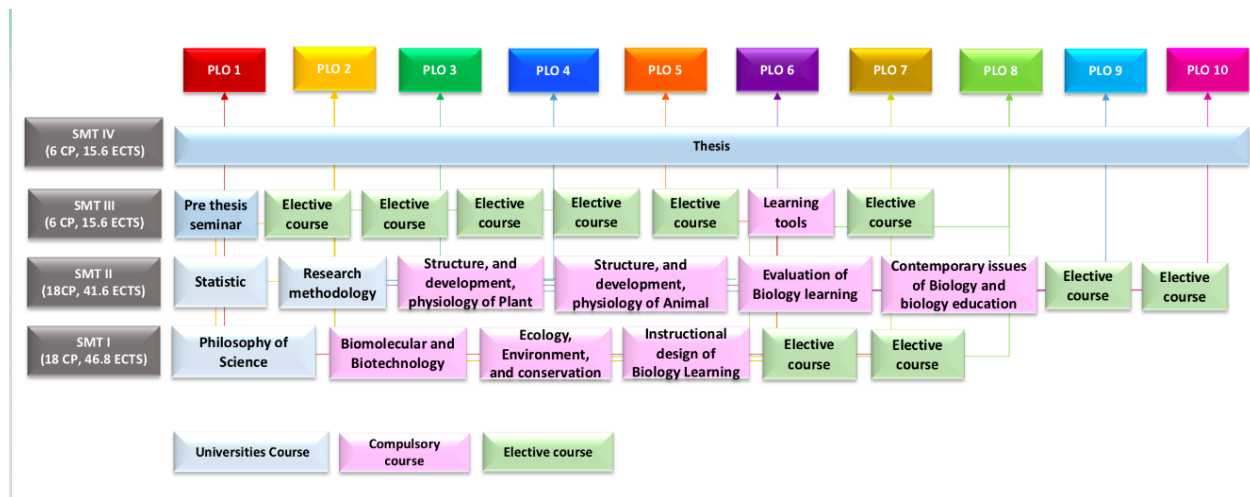 PLO 1
PLO 2
PLO 3
PLO 4
PLO 5
PLO 6
PLO 7
PLO 8
PLO 9
PLO 10
SMT IV
(6 CP, 15.6 ECTS)
Thesis
SMT III
(6 CP, 15.6 ECTS)
Pre thesis
seminar
Elective
course
Elective
course
Elective
course
Elective
course
Elective
course
Learning
tools
Elective
course
SMT II
(18CP, 41.6 ECTS)
Statistic
Research
methodology
Structure, and
development,
physiology of Plant
Structure, and
development,
physiology of Animal
Evaluation of
Biology learning
Contemporary issues
of Biology and
biology education
Elective
course
Elective
course
SMT I
(18 CP, 46.8 ECTS)
Philosophy of
Science
Biomolecular and
Biotechnology
Ecology,
Environment,
and conservation
Instructional
design of
Biology Learning
Elective
course
Elective
course
Universities Course
Compulsory
course
Elective course